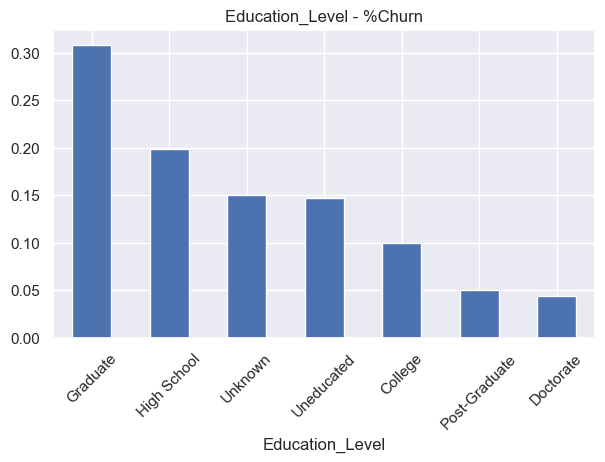 Education_Level - %Churn
0.30
0.25
0.20
0.15
0.10
0.05
0.00
Graduate
High School
Unknown
Uneducated
College
Post-Graduate
Doctorate
Education_Level